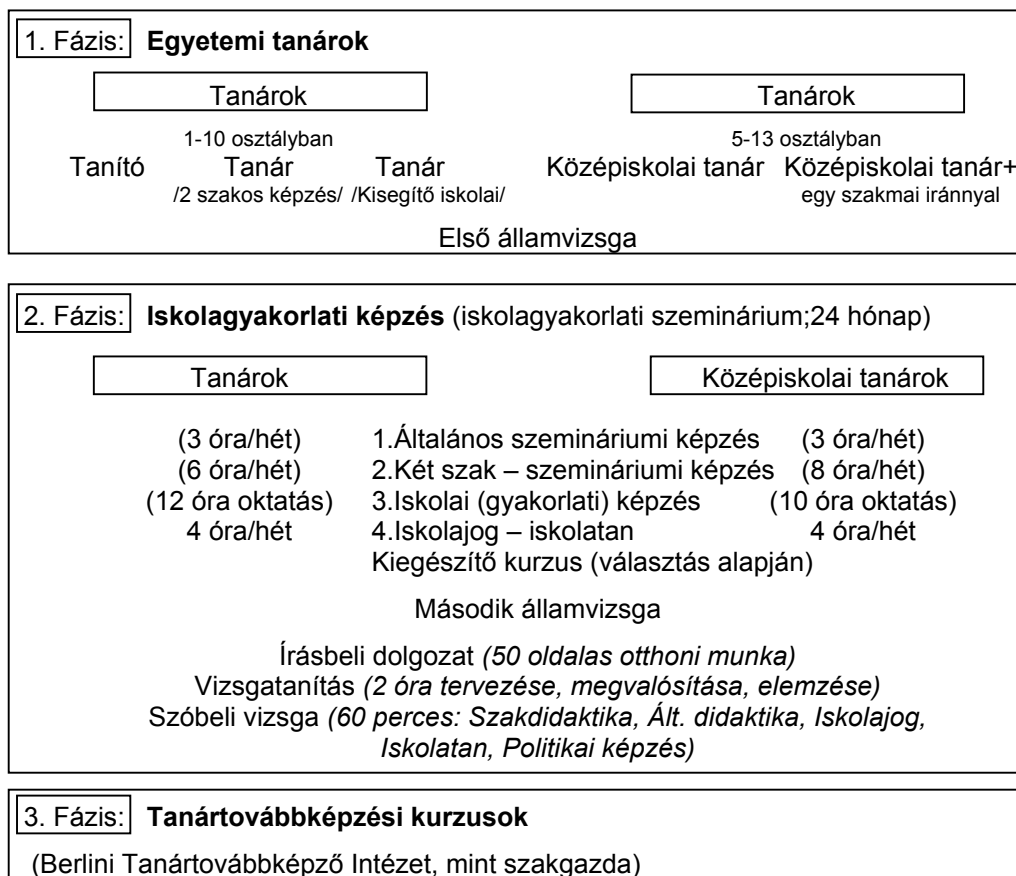 1. Fázis: Egyetemi tanárok
Tanárok Tanárok
1-10 osztályban 5-13 osztályban
Tanító Tanár Tanár Középiskolai tanár Középiskolai tanár+
/2 szakos képzés/ /Kisegítő iskolai/ egy szakmai iránnyal
Első államvizsga
2. Fázis: Iskolagyakorlati képzés (iskolagyakorlati szeminárium;24 hónap)
Tanárok Középiskolai tanárok
(3 óra/hét) 1.Általános szemináriumi képzés (3 óra/hét)
(6 óra/hét) 2.Két szak – szemináriumi képzés (8 óra/hét)
(12 óra oktatás) 3.Iskolai (gyakorlati) képzés (10 óra oktatás)
4 óra/hét 4.Iskolajog – iskolatan 4 óra/hét
Kiegészítő kurzus (választás alapján)
Második államvizsga
Írásbeli dolgozat (50 oldalas otthoni munka)
Vizsgatanítás (2 óra tervezése, megvalósítása, elemzése)
Szóbeli vizsga (60 perces: Szakdidaktika, Ált. didaktika, Iskolajog,
Iskolatan, Politikai képzés)
3. Fázis: Tanártovábbképzési kurzusok
(Berlini Tanártovábbképző Intézet, mint szakgazda)